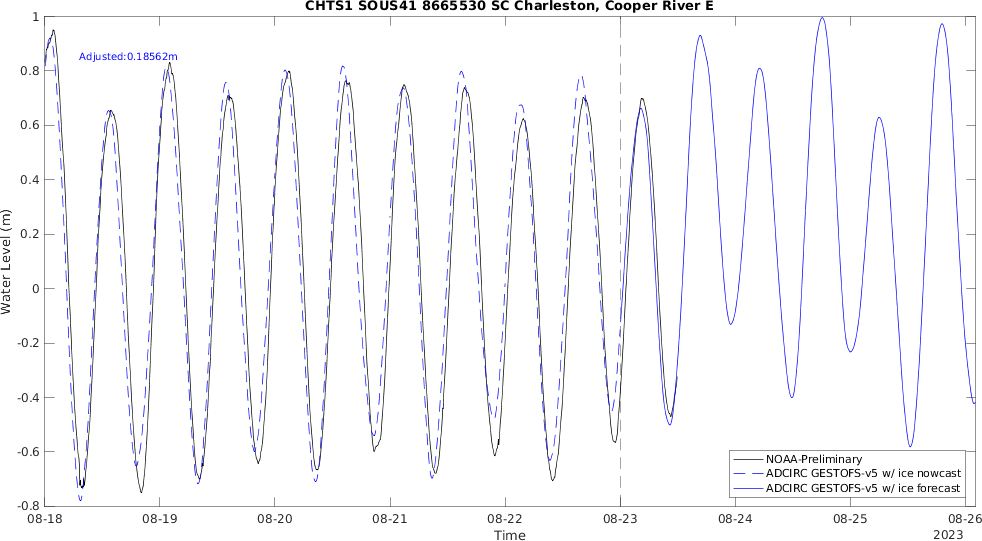 CHTS1 SOUS41 8665530 SC Charleston, Cooper River E
Adjusted:0.18562m
1
0.8
0.6
0.4
0.2
0
-0.2
-0.4
-0.6
-0.8
Water Level (m)
NOAA-Preliminary
ADCIRC GESTOFS-v5 w/ ice nowcast
ADCIRC GESTOFS-v5 w/ ice forecast
08-18 08-19 08-20 08-21 08-22 08-23 08-24 08-25 08-26
Time
2023